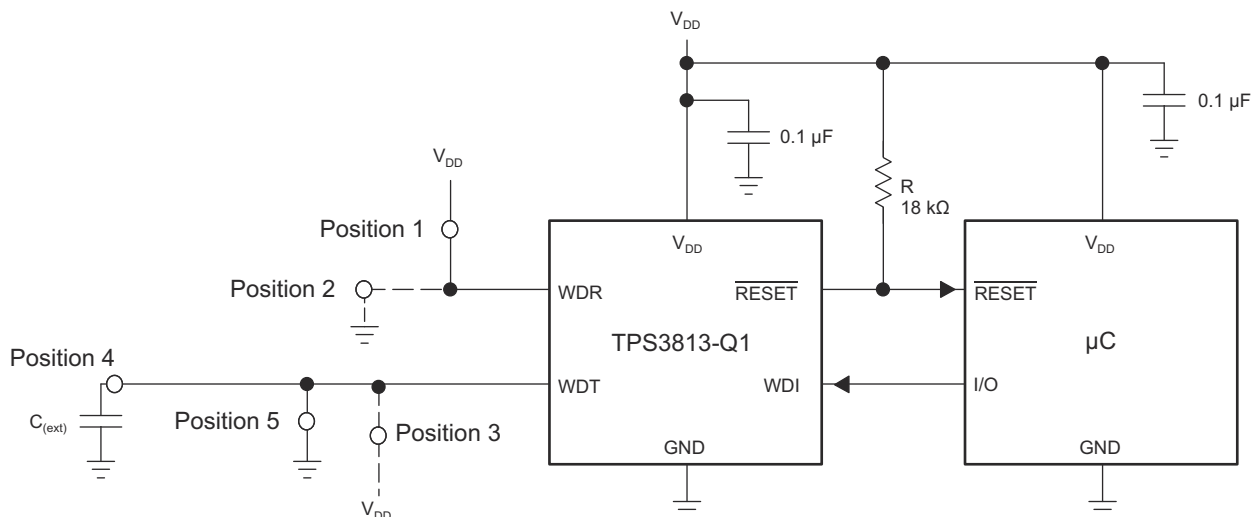 V_DD
0.1 µF
0.1 µF
V_DD
R
18 kΩ
Position 1
V_DD
V_DD
Position 2
WDR
RESET
RESET
TPS3813-Q1
µC
Position 4
WDT
WDI
I/O
C_(ext)
Position 5
Position 3
GND
GND
V_DD